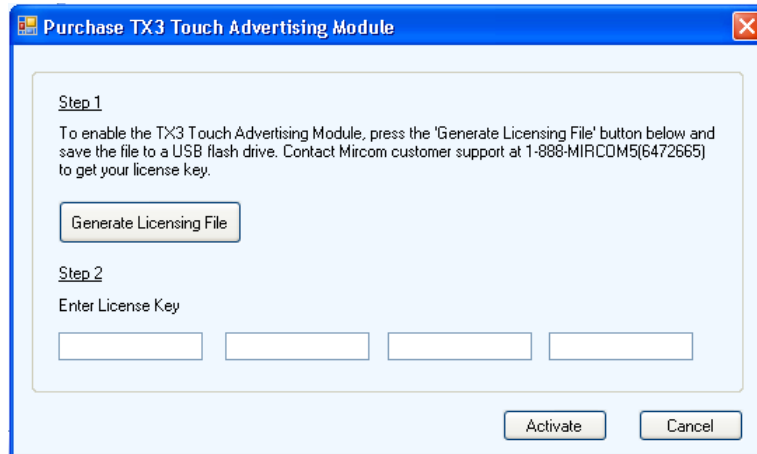 Purchase TX3 Touch Advertising Module
Step 1
To enable the TX3 Touch Advertising Module, press the 'Generate Licensing File' button below and
save the file to a USB flash drive. Contact Mircom customer support at 1-888-MIRCOM5(6472665)
to get your license key.
Generate Licensing File
Step 2
Enter License Key
Activate Cancel